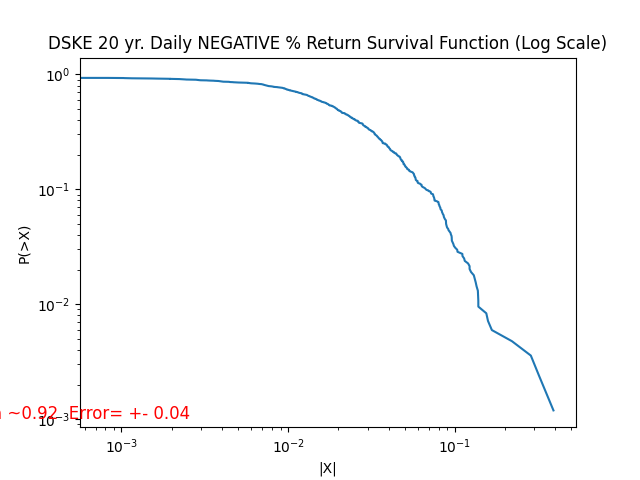 DSKE 20 yr. Daily NEGATIVE % Return Survival Function (Log Scale)
10⁰
10⁻¹
10⁻²
10⁻³
P(>X)
~0.92 Error= +- 0.04
10⁻³ 10⁻² 10⁻¹
|X|